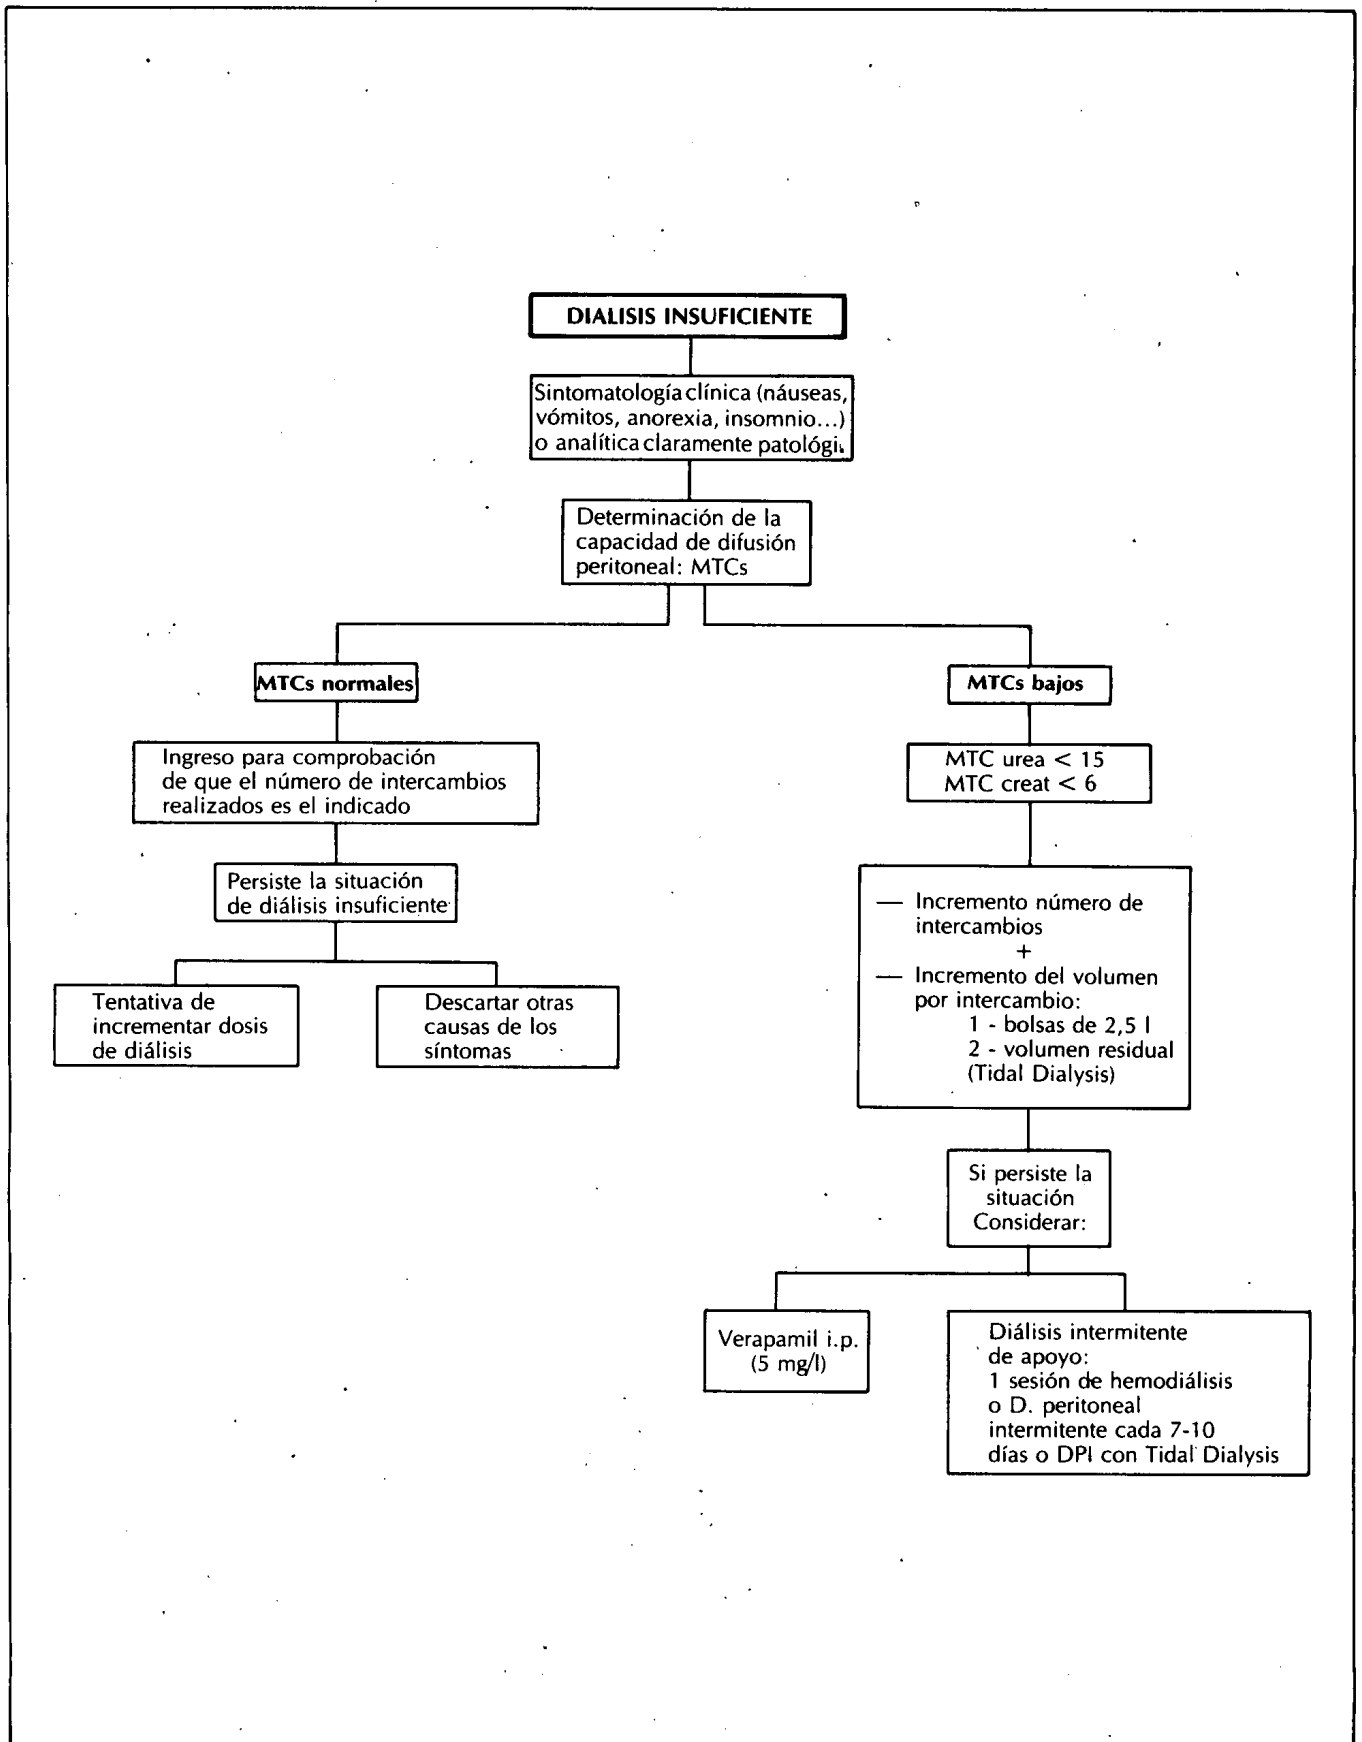 DIALISIS INSUFICIENTE
Sintomatología clínica (náuseas,
vómitos, anorexia, insomnio...)
o analítica claramente
Determinación de la
capacidad de difusión
peritoneal: MTCs
MTCs normales
Ingreso para comprobación
de que el número de intercambios
realizados es el indicado
Persiste la situación
de diálisis insuficiente
Tentativa de
incrementar dosis
de diálisis
Descartar otras
causas de los
síntomas
MTCs bajos
MTC urea < 15
MTC creat < 6
— Incremento número de
intercambios
+
— Incremento del volumen
por intercambio:
1 - bolsas de 2,5 l
2 - volumen residual
(Tidal Dialysis)
Si persiste la
situación
Considerar:
Verapamil i.p.
(5 mg/l)
Diálisis intermitente
de apoyo:
1 sesión de hemodiálisis
o D. peritoneal
intermitente cada 7-10
días o DPI con Tidal Dialysis